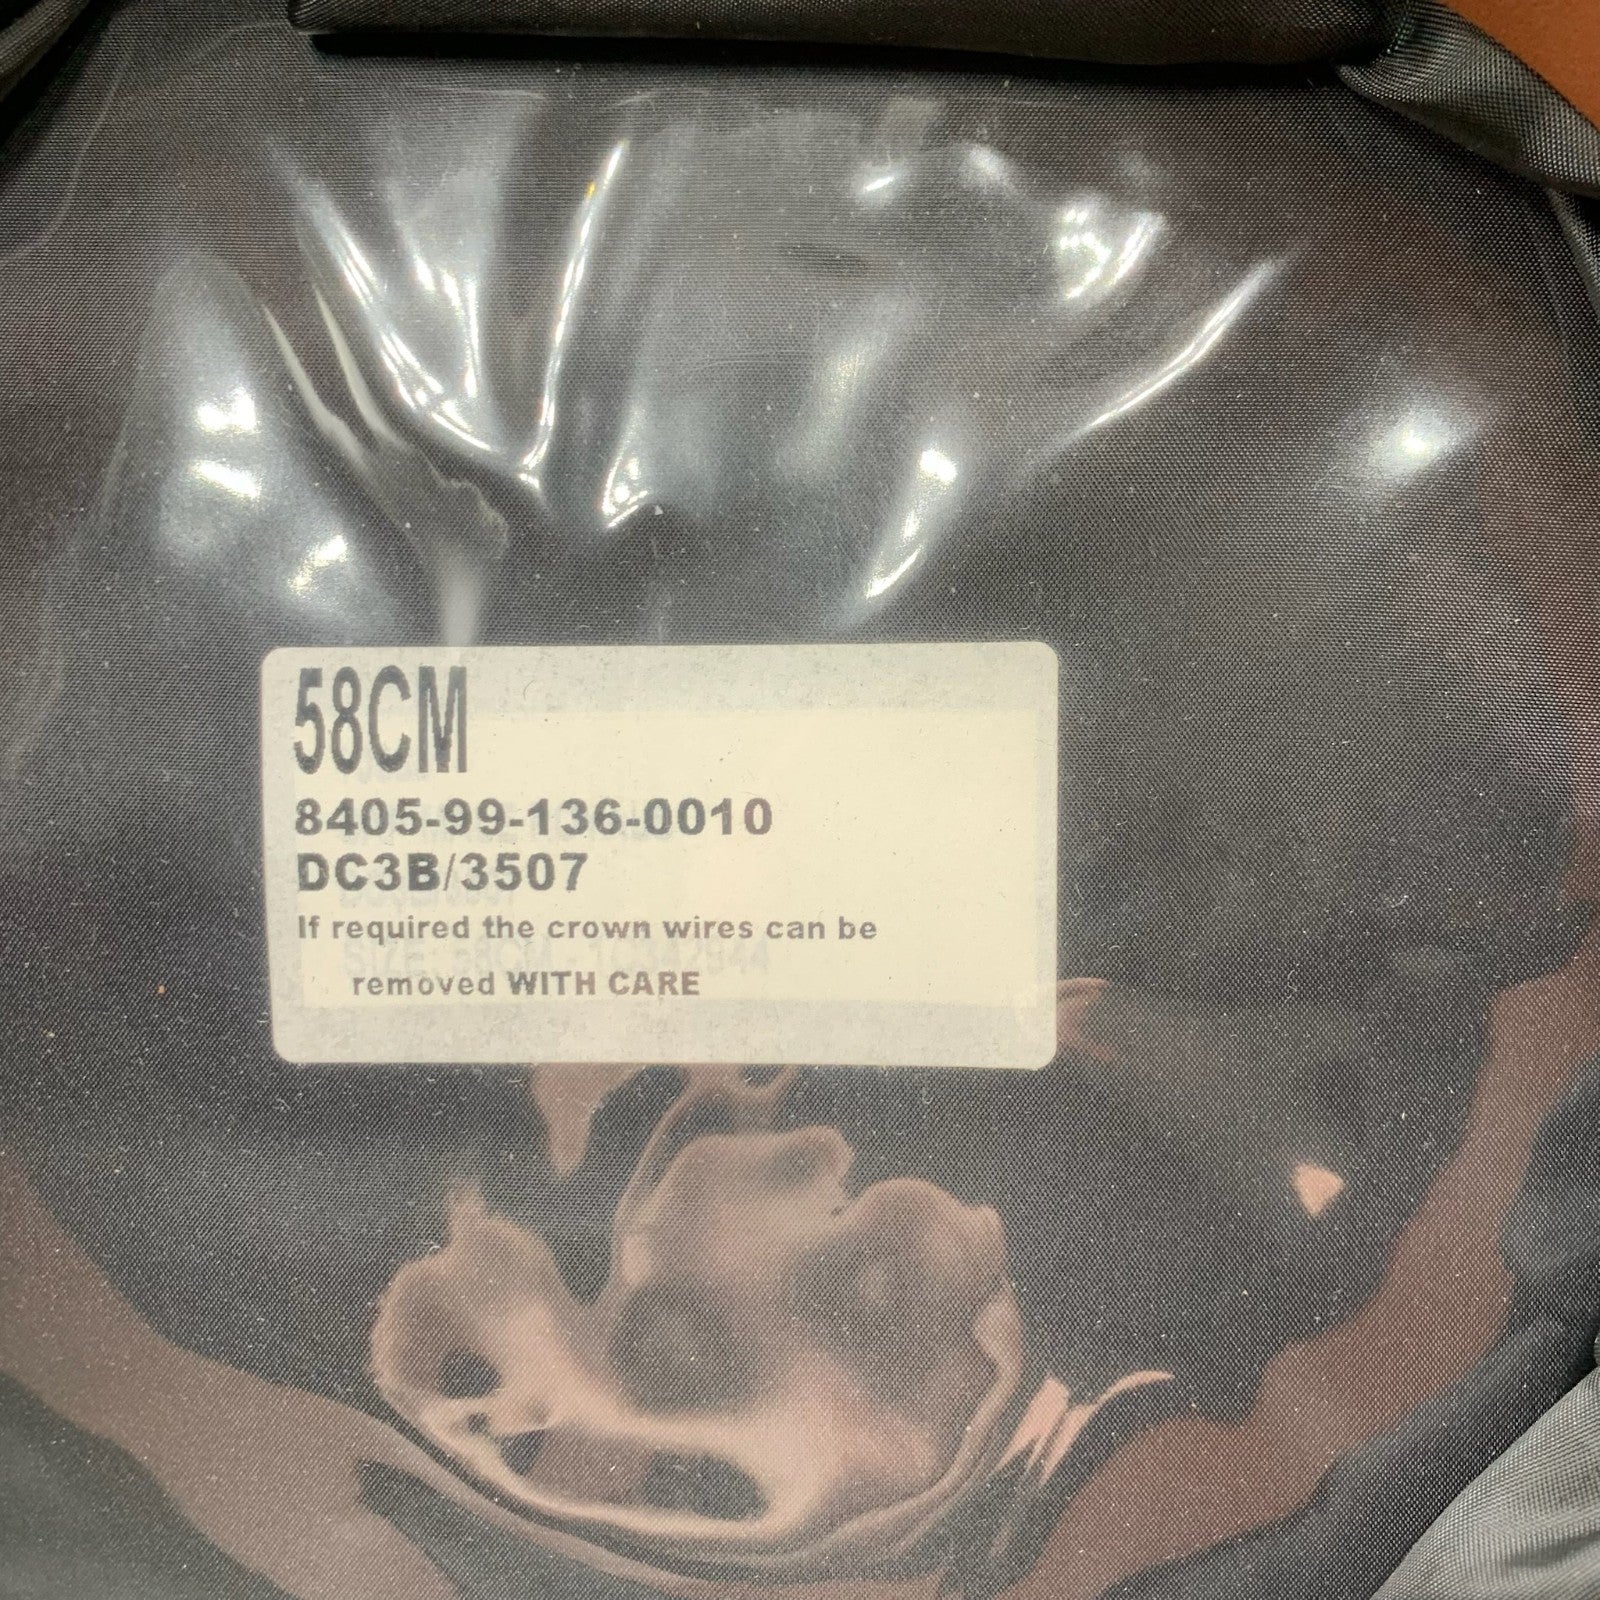 58CM
8405-99-136-0010
DC3B/3507
If required the crown wires can be
removed WITH CARE